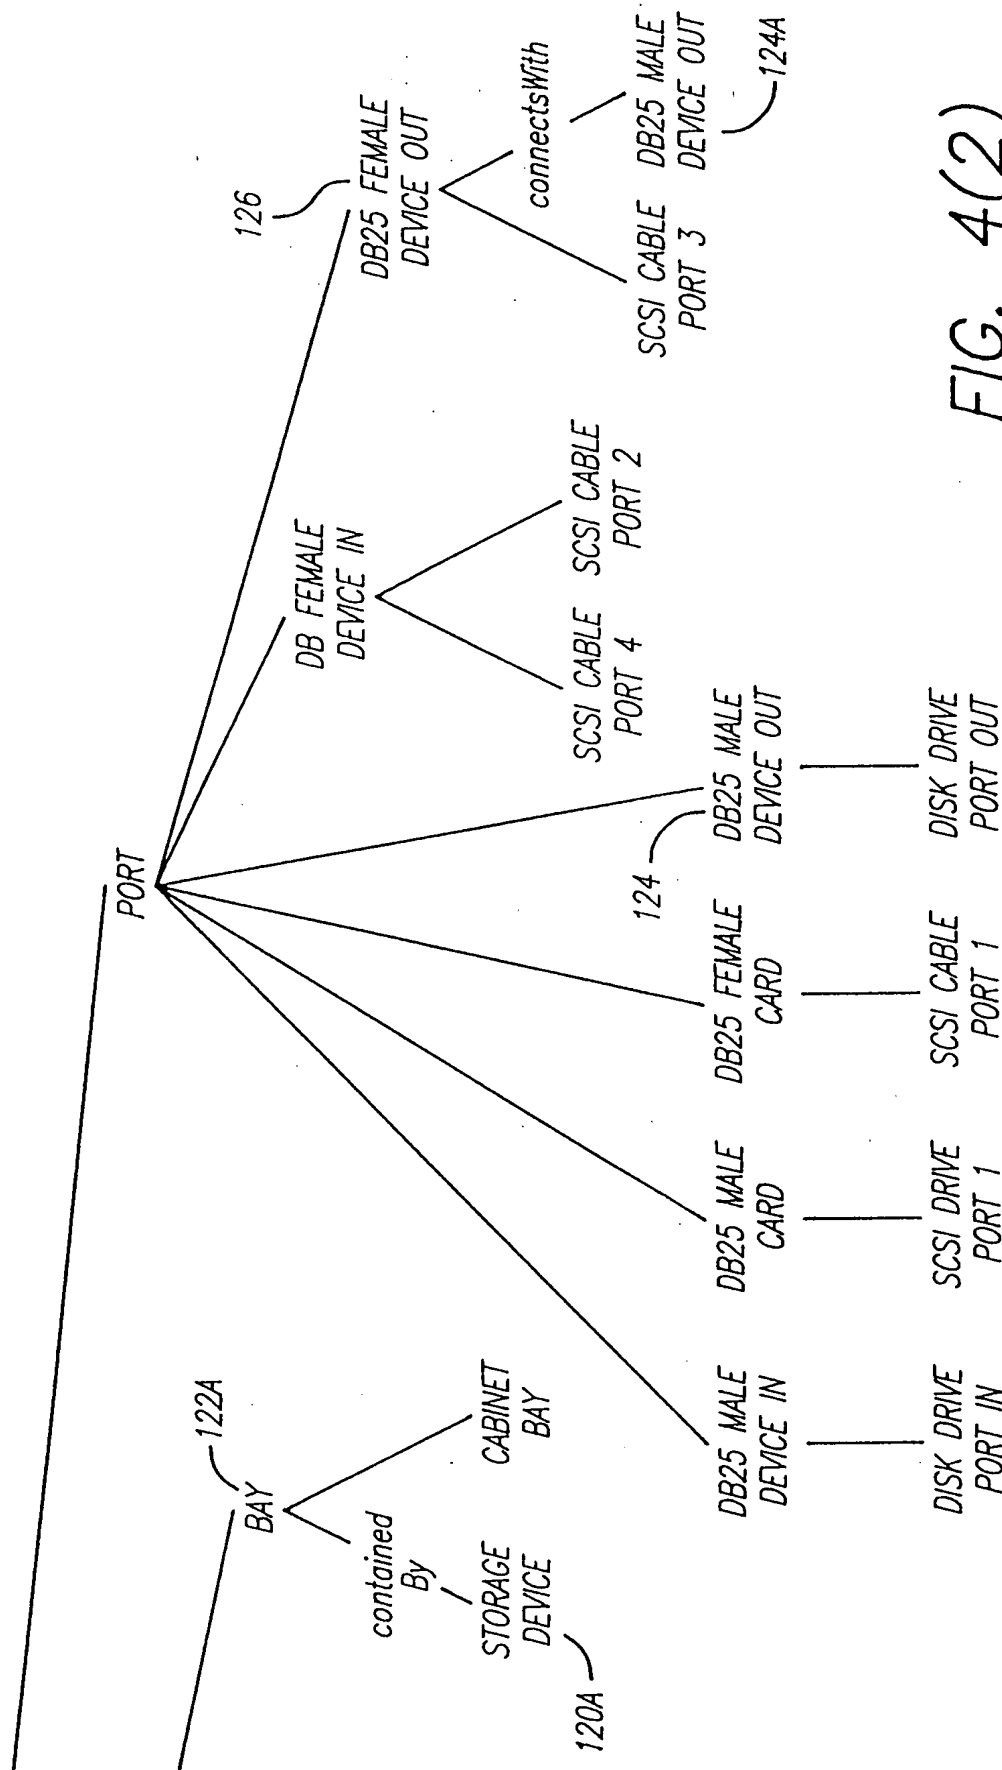 PORT
122A
BAY
contained
By
STORAGE
DEVICE
120A
CABINET
BAY
DB25 MALE
DEVICE IN
DISK DRIVE
PORT IN
DB25 MALE
CARD
SCSI DRIVE
PORT 1
DB25 FEMALE
CARD
SCSI CABLE
PORT 1
124
DB25 MALE
DEVICE OUT
DISK DRIVE
PORT OUT
DB FEMALE
DEVICE IN
SCSI CABLE
PORT 4
SCSI CABLE
PORT 2
126
DB25 FEMALE
DEVICE OUT
connectsWith
SCSI CABLE
PORT 3
DB25 MALE
DEVICE OUT
124A
FIG. 4(2)